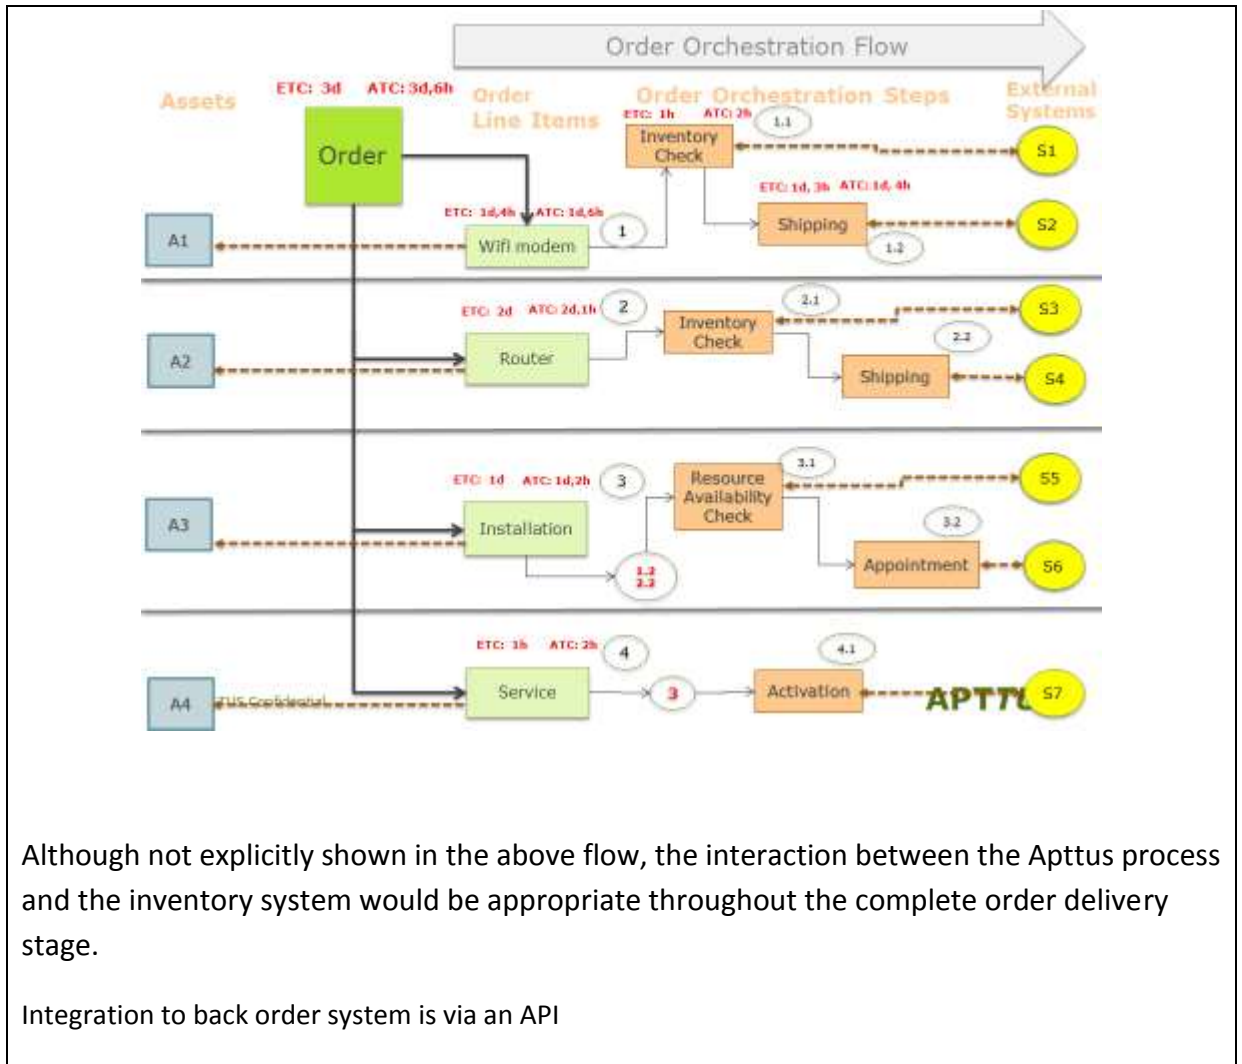 Order Orchestration Flow
Assets
ETC: 3d ATC: 3d,6h
Order
Line Items
Order Orchestration Steps
External
Systems
Order
ETC: 1h ATC: 2h
1.1
Inventory
Check
S1
ETC: 1d, 3h ATC: 1d, 4h
A1
ETC: 1d,4h ATC: 1d,6h
Wifi modem
1
Shipping
1.2
S2
A2
ETC: 2d ATC: 2d,1h
2
Router
Inventory
Check
2.1
S3
2.2
Shipping
S4
A3
ETC: 1d ATC: 1d,2h
3
Installation
1.2
2.2
Resource
Availability
Check
3.1
S5
3.2
Appointment
S6
A4
TUS Confidential
ETC: 1h ATC: 2h
4
Service
3
4.1
Activation
APTTU
S7
Although not explicitly shown in the above flow, the interaction between the Apttus process
and the inventory system would be appropriate throughout the complete order delivery
stage.
Integration to back order system is via an API